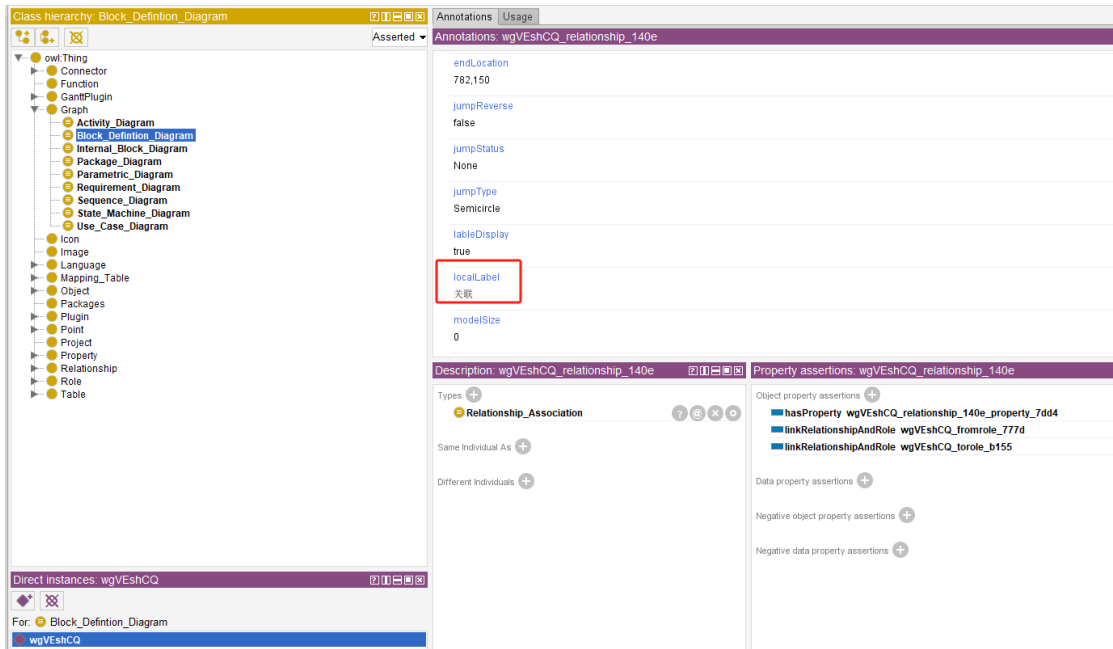 Class hierarchy: Block_Defintion_Diagram
Asserted
owl:Thing
Connector
Function
GanttPlugin
Graph
Activity_Diagram
Block_Defintion_Diagram
Internal_Block_Diagram
Package_Diagram
Parametric_Diagram
Requirement_Diagram
Sequence_Diagram
State_Machine_Diagram
Use_Case_Diagram
Icon
Image
Language
Mapping_Table
Object
Packages
Plugin
Point
Project
Property
Relationship
Role
Table
Direct instances: wgVEshCQ
For: Block_Defintion_Diagram
wgVEshCQ
Annotations Usage
Annotations: wgVEshCQ_relationship_140e
endLocation
782,150
jumpReverse
false
jumpStatus
None
jumpType
Semicircle
lableDisplay
true
localLabel
关联
modelSize
0
Description: wgVEshCQ_relationship_140e
Types
Relationship_Association
Same Individual As
Different Individuals
Property assertions: wgVEshCQ_relationship_140e
Object property assertions
hasProperty wgVEshCQ_relationship_140e_property_7dd4
linkRelationshipAndRole wgVEshCQ_fromrole_777d
linkRelationshipAndRole wgVEshCQ_torole_b155
Data property assertions
Negative object property assertions
Negative data property assertions